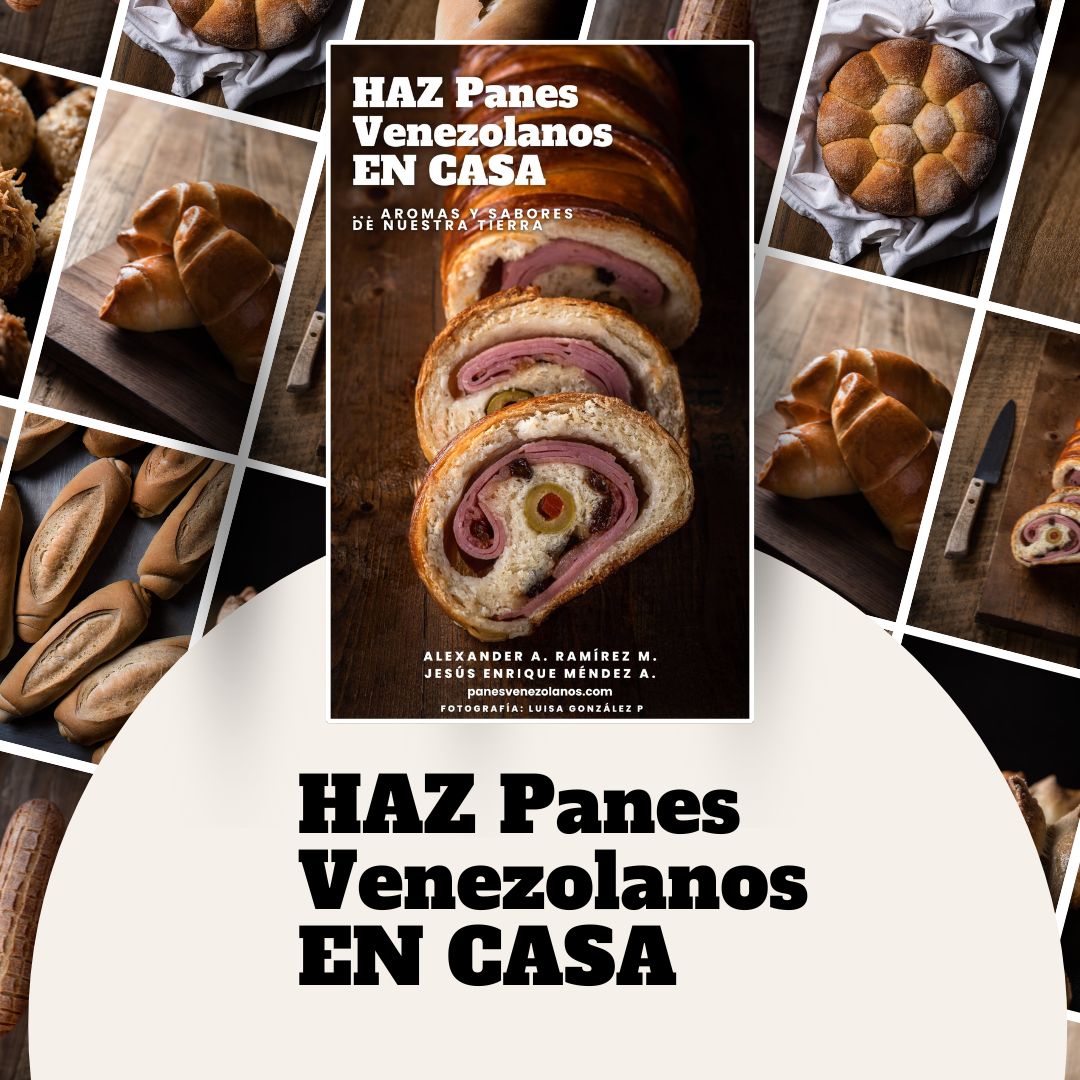 HAZ Panes
Venezolanos
EN CASA
... AROMAS Y SABORES
DE NUESTRA TIERRA
ALEXANDER A. RAMÍREZ M.
JESÚS ENRIQUE MÉNDEZ A.
panesvenezolanos.com
FOTOGRAFÍA: LUISA GONZÁLEZ P
HAZ Panes
Venezolanos
EN CASA